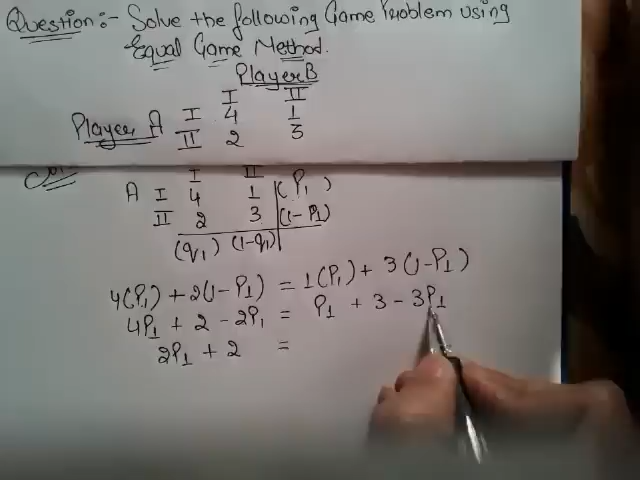 Question:- Solve the following Game Problem using
Equal Game Method.
Player B
I II
Player A I 4 1
II 2 3
Sol:
I II
A I 4 1 (P1)
II 2 3 (1-P1)
(q1) (1-q1)
4(P1) + 2(1-P1) = 1(P1) + 3(1-P1)
4P1 + 2 - 2P1 = P1 + 3 - 3P1
2P1 + 2 =